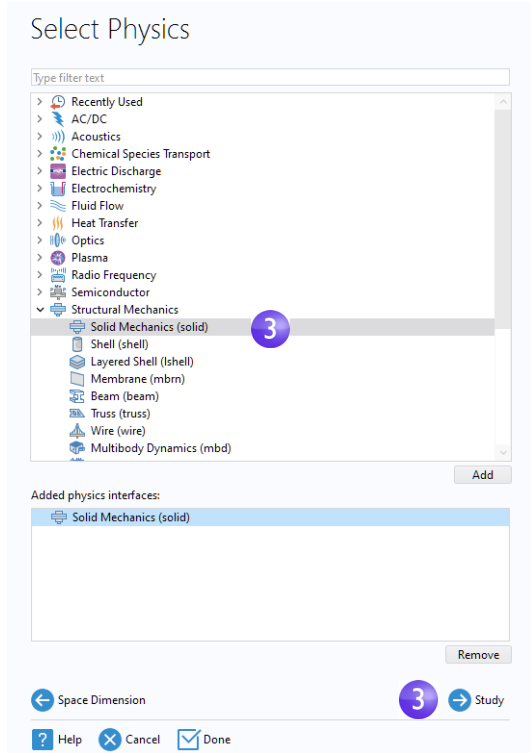 Select Physics
Type filter text
Recently Used
AC/DC
Acoustics
Chemical Species Transport
Electric Discharge
Electrochemistry
Fluid Flow
Heat Transfer
Optics
Plasma
Radio Frequency
Semiconductor
Structural Mechanics
Solid Mechanics (solid) 3
Shell (shell)
Layered Shell (lshell)
Membrane (mbrn)
Beam (beam)
Truss (truss)
Wire (wire)
Multibody Dynamics (mbd)
Add
Added physics interfaces:
Solid Mechanics (solid)
Remove
Space Dimension 3 Study
? Help Cancel Done